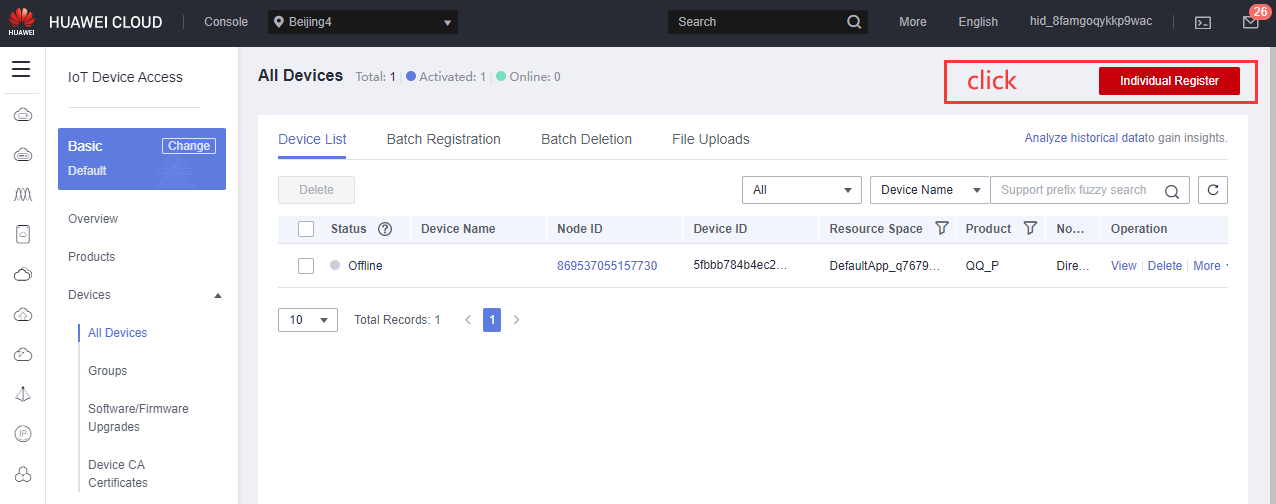 HUAWEI
HUAWEI CLOUD
Console
Beijing4
Search
More
English
hid_8famgoqykkp9wac
26
IoT Device Access
Basic
Change
Default
Overview
Products
Devices
All Devices
Groups
Software/Firmware
Upgrades
Device CA
Certificates
IP
All Devices Total: 1 Activated: 1 Online: 0
click
Individual Register
Device List Batch Registration Batch Deletion File Uploads
Analyze historical datato gain insights.
Delete
All
Device Name
Support prefix fuzzy search
Status ? Device Name Node ID Device ID Resource Space Product No... Operation
Offline 869537055157730 5fbbb784b4ec2... DefaultApp_q7679... QQ_P Dire... View Delete More
10 Total Records: 1 < 1 >